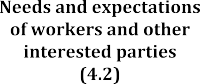 Needs and expectations
of workers and other
interested parties
(4.2)